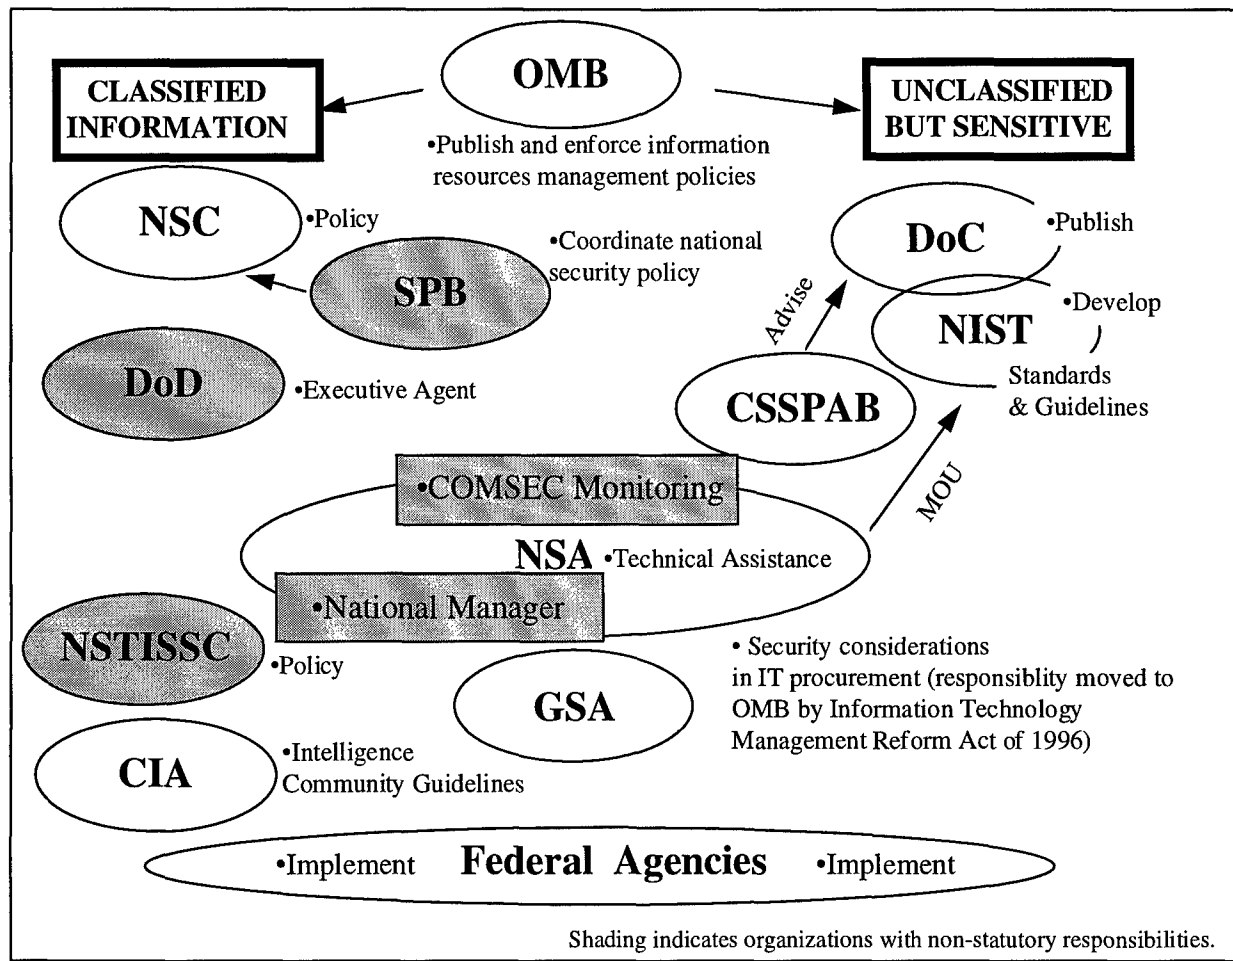 OMB
CLASSIFIED
INFORMATION
UNCLASSIFIED
BUT SENSITIVE
•Publish and enforce information
resources management policies
NSC
•Policy
SPB
•Coordinate national
security policy
DoC
•Publish
NIST
•Develop
Standards
& Guidelines
Advise
DoD
•Executive Agent
CSSPAB
MOU
•COMSEC Monitoring
NSA •Technical Assistance
•National Manager
NSTISSC
•Policy
GSA
• Security considerations
in IT procurement (responsiblity moved to
OMB by Information Technology
Management Reform Act of 1996)
CIA
•Intelligence
Community Guidelines
•Implement Federal Agencies •Implement
Shading indicates organizations with non-statutory responsibilities.